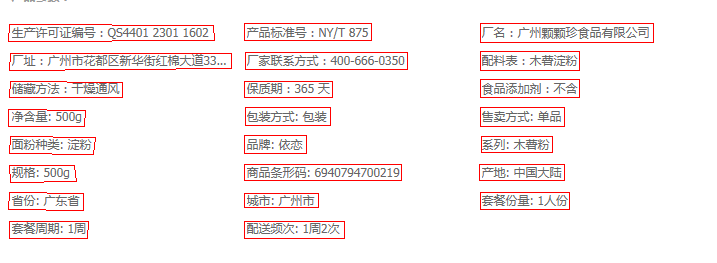 生产许可证编号：QS4401 2301 1602 产品标准号：NY/T 875 厂名：广州颗颗珍食品有限公司
厂址：广州市花都区新华街红棉大道33... 厂家联系方式：400-666-0350 配料表：木薯淀粉
储藏方法：干燥通风 保质期：365 天 食品添加剂：不含
净含量: 500g 包装方式: 包装 售卖方式: 单品
面粉种类: 淀粉 品牌: 依恋 系列: 木薯粉
规格: 500g 商品条形码: 6940794700219 产地: 中国大陆
省份: 广东省 城市: 广州市 套餐份量: 1人份
套餐周期: 1周 配送频次: 1周2次